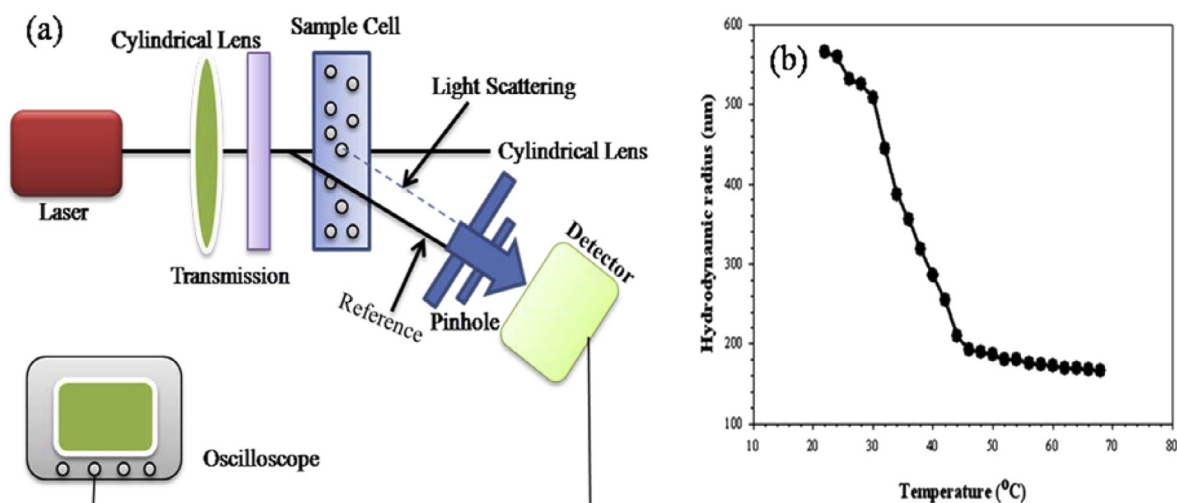 (a)
Cylindrical Lens
Sample Cell
Light Scattering
Cylindrical Lens
Laser
Transmission
Reference
Pinhole
Detector
Oscilloscope
(b)
Hydrodynamic radius (nm)
600
500
400
300
200
100
10 20 30 40 50 60 70 80
Temperature (⁰C)